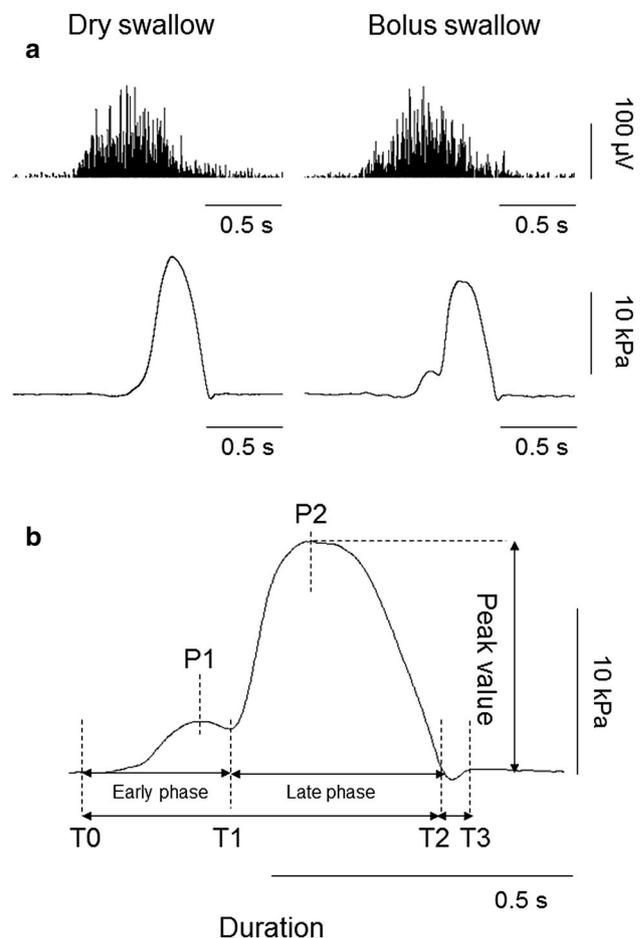 Dry swallow
Bolus swallow
a
100 µV
0.5 s
0.5 s
10 kPa
0.5 s
0.5 s
b
P2
P1
Peak value
10 kPa
Early phase
Late phase
T0
T1
T2
T3
0.5 s
Duration